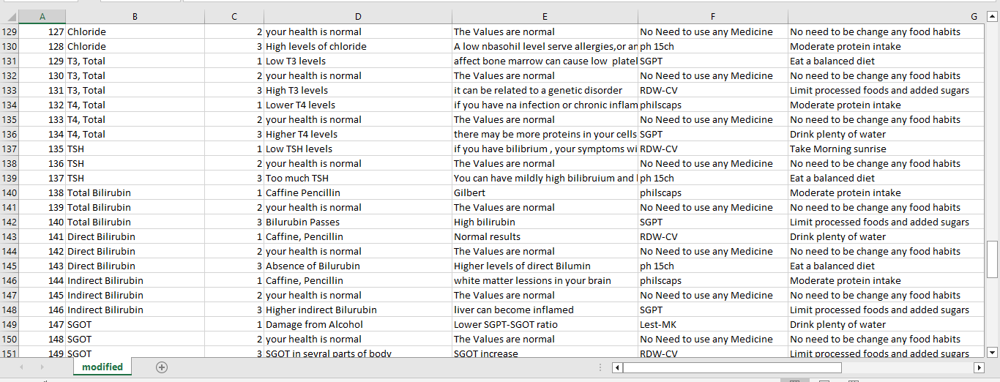 A B C D E F G
129 127 Chloride 2 your health is normal The Values are normal No Need to use any Medicine No need to be change any food habits
130 128 Chloride 3 High levels of chloride A low nbasohil level serve allergies,or an ph 15ch Moderate protein intake
131 129 T3, Total 1 Low T3 levels affect bone marrow can cause low platel SGPT Eat a balanced diet
132 130 T3, Total 2 your health is normal The Values are normal No Need to use any Medicine No need to be change any food habits
133 131 T3, Total 3 High T3 levels it can be related to a genetic disorder RDW-CV Limit processed foods and added sugars
134 132 T4, Total 1 Lower T4 levels if you have na infection or chronic inflam philscaps Moderate protein intake
135 133 T4, Total 2 your health is normal The Values are normal No Need to use any Medicine No need to be change any food habits
136 134 T4, Total 3 Higher T4 levels there may be more proteins in your cells SGPT Drink plenty of water
137 135 TSH 1 Low TSH levels if you have bilibrium , your symptoms wi RDW-CV Take Morning sunrise
138 136 TSH 2 your health is normal The Values are normal No Need to use any Medicine No need to be change any food habits
139 137 TSH 3 Too much TSH You can have mildly high bilibruium and ph 15ch Eat a balanced diet
140 138 Total Bilirubin 1 Caffine Pencillin Gilbert philscaps Moderate protein intake
141 139 Total Bilirubin 2 your health is normal The Values are normal No Need to use any Medicine No need to be change any food habits
142 140 Total Bilirubin 3 Bilurubin Passes High bilirubin SGPT Limit processed foods and added sugars
143 141 Direct Bilirubin 1 Caffine, Pencillin Normal results RDW-CV Drink plenty of water
144 142 Direct Bilirubin 2 your health is normal The Values are normal No Need to use any Medicine No need to be change any food habits
145 143 Direct Bilirubin 3 Absence of Bilurubin Higher levels of direct Bilumin ph 15ch Eat a balanced diet
146 144 Indirect Bilirubin 1 Caffine, Pencillin white matter lessions in your brain philscaps Moderate protein intake
147 145 Indirect Bilirubin 2 your health is normal The Values are normal No Need to use any Medicine No need to be change any food habits
148 146 Indirect Bilirubin 3 Higher indirect Bilurubin liver can become inflamed SGPT Limit processed foods and added sugars
149 147 SGOT 1 Damage from Alcohol Lower SGPT-SGOT ratio Lest-MK Drink plenty of water
150 148 SGOT 2 your health is normal The Values are normal No Need to use any Medicine No need to be change any food habits
151 149 SGOT 3 SGOT in sevral parts of body SGOT increase RDW-CV Limit processed foods and added sugars
modified